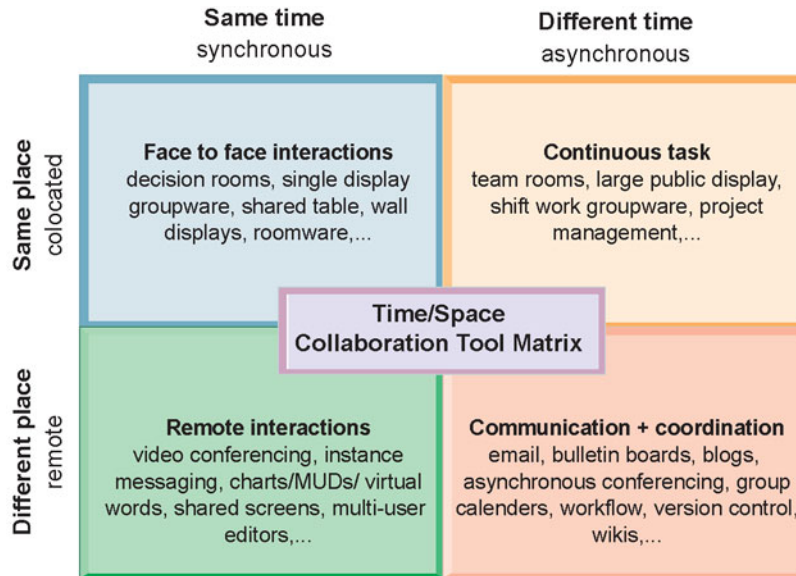 Same time
synchronous
Different time
asynchronous
Same place
colocated
Face to face interactions
decision rooms, single display
groupware, shared table, wall
displays, roomware,...
Continuous task
team rooms, large public display,
shift work groupware, project
management,...
Time/Space
Collaboration Tool Matrix
Different place
remote
Remote interactions
video conferencing, instance
messaging, charts/MUDs/ virtual
words, shared screens, multi-user
editors,...
Communication + coordination
email, bulletin boards, blogs,
asynchronous conferencing, group
calenders, workflow, version control,
wikis,...